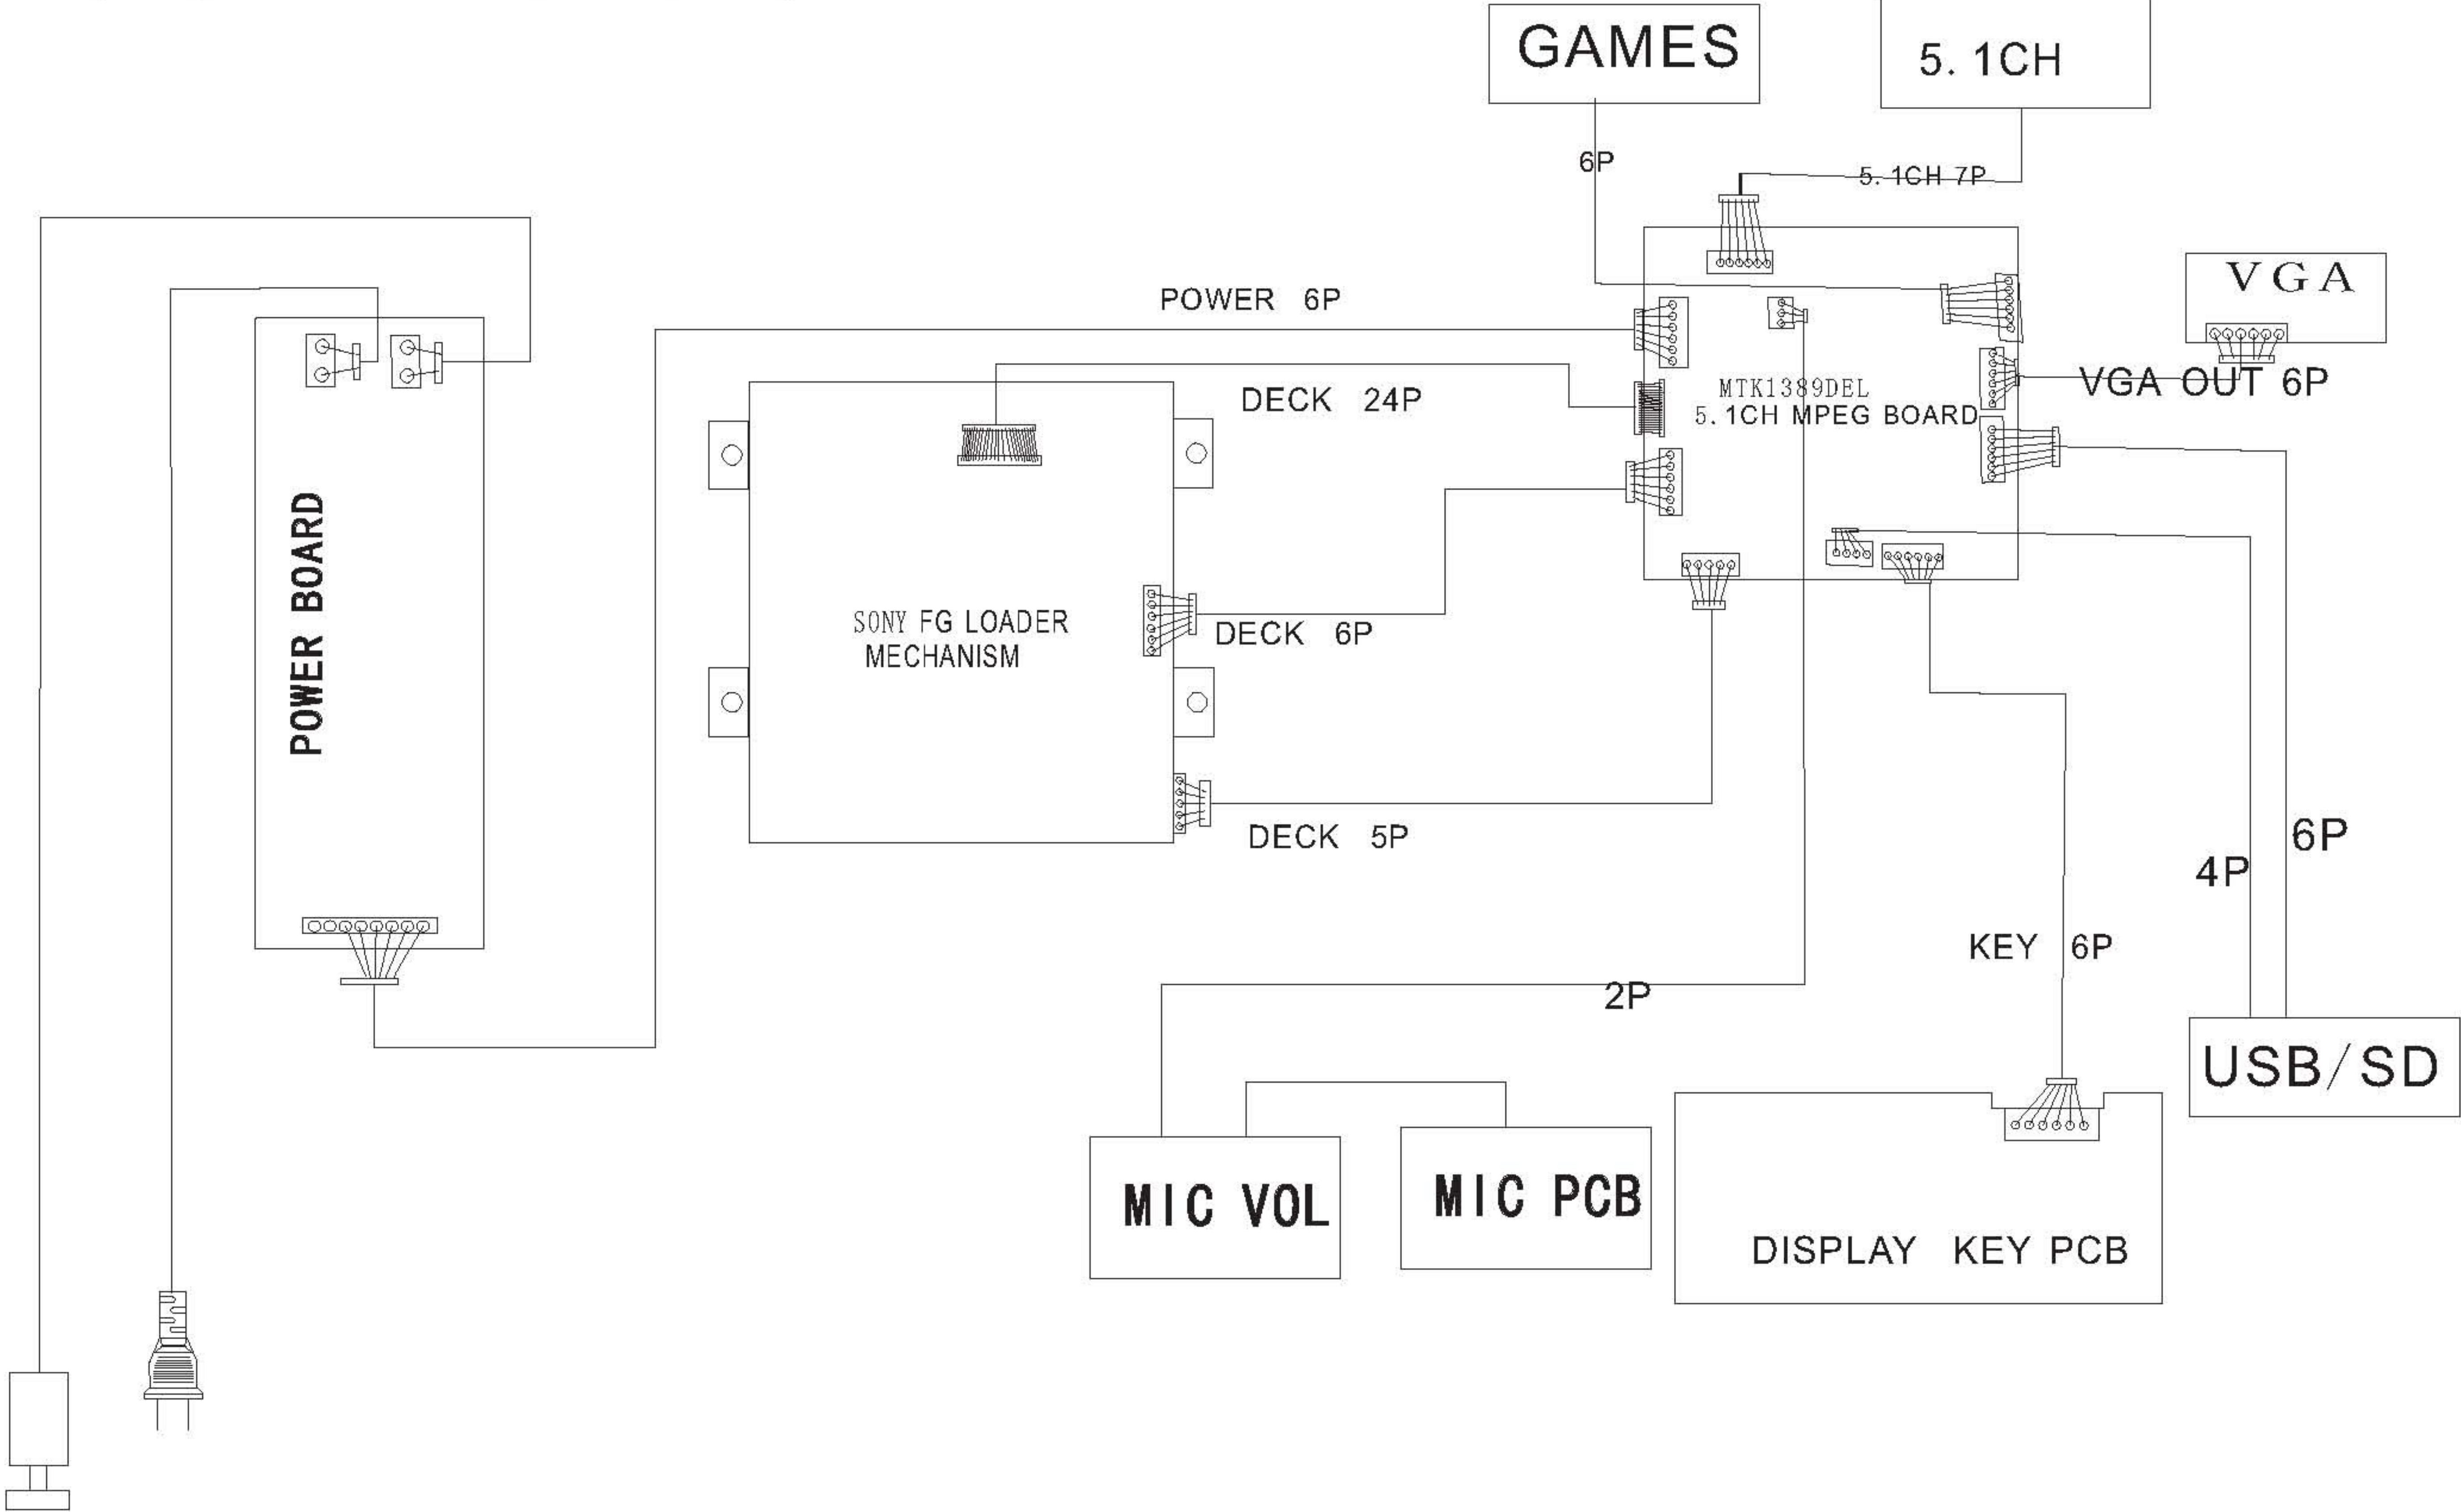 GAMES
5. 1CH
6P
5. 1CH 7P
VGA
POWER 6P
MTK1389DEL
5. 1CH MPEG BOARD
VGA OUT 6P
DECK 24P
POWER BOARD
SONY FG LOADER
MECHANISM
DECK 6P
DECK 5P
6P
4P
KEY 6P
2P
USB/SD
MIC VOL
MIC PCB
DISPLAY KEY PCB